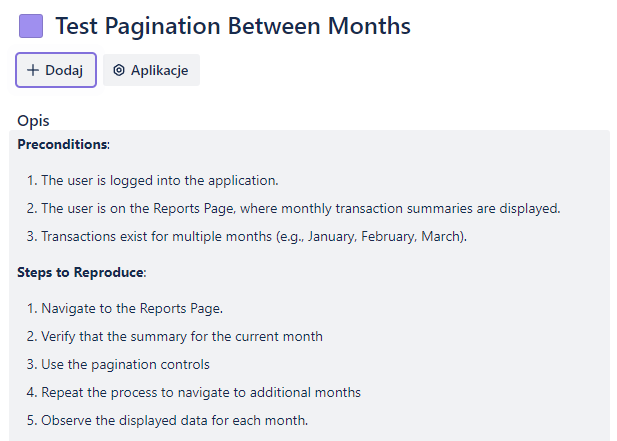 Test Pagination Between Months
+ Dodaj
Aplikacje
Opis
Preconditions:
1. The user is logged into the application.
2. The user is on the Reports Page, where monthly transaction summaries are displayed.
3. Transactions exist for multiple months (e.g., January, February, March).
Steps to Reproduce:
1. Navigate to the Reports Page.
2. Verify that the summary for the current month
3. Use the pagination controls
4. Repeat the process to navigate to additional months
5. Observe the displayed data for each month.